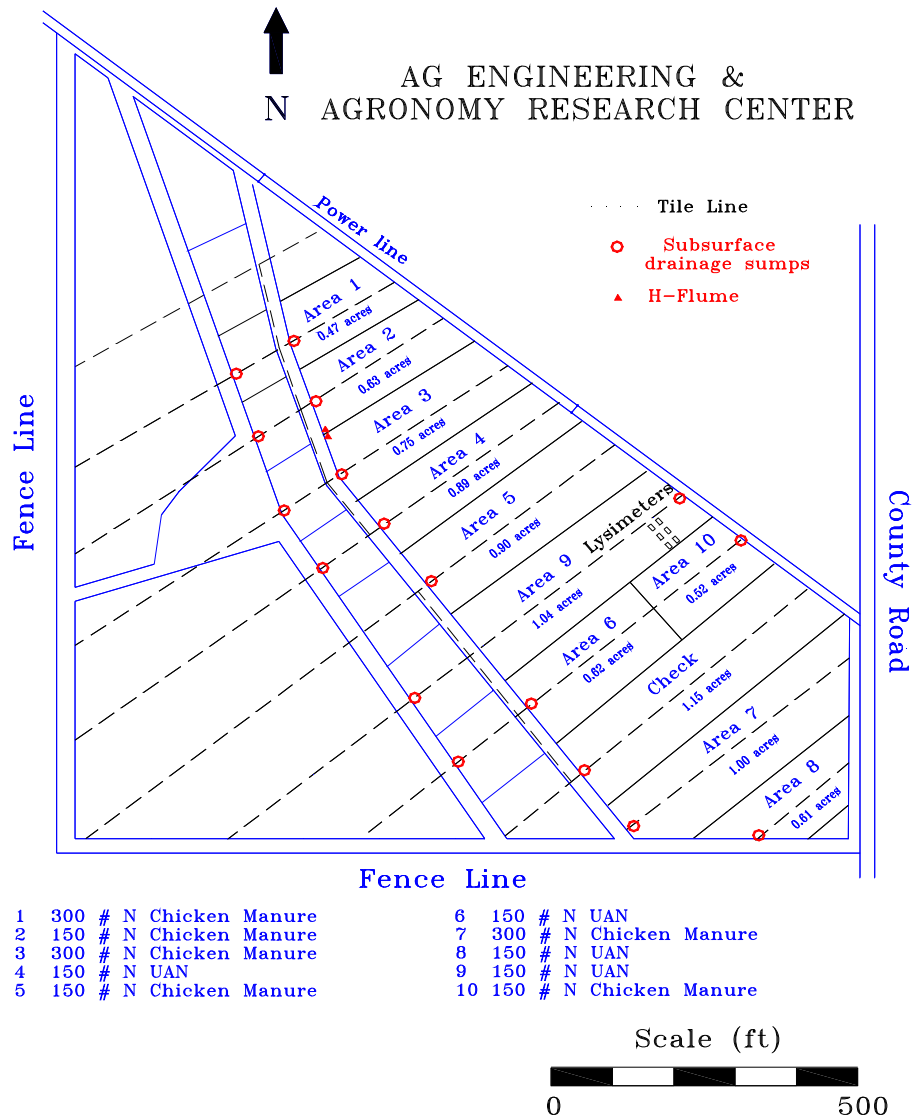 AG ENGINEERING &
AGRONOMY RESEARCH CENTER
N
Tile Line
Subsurface
drainage sumps
H-Flume
Power line
Area 1
0.47 acres
Area 2
0.63 acres
Area 3
0.75 acres
Area 4
0.89 acres
Area 5
0.90 acres
Lysimeters
Area 9
1.04 acres
Area 10
0.52 acres
Area 6
0.62 acres
Check
1.15 acres
Area 7
1.00 acres
Area 8
0.61 acres
Fence Line
County Road
Fence Line
1 300 # N Chicken Manure
2 150 # N Chicken Manure
3 300 # N Chicken Manure
4 150 # N UAN
5 150 # N Chicken Manure
6 150 # N UAN
7 300 # N Chicken Manure
8 150 # N UAN
9 150 # N UAN
10 150 # N Chicken Manure
Scale (ft)
0 500